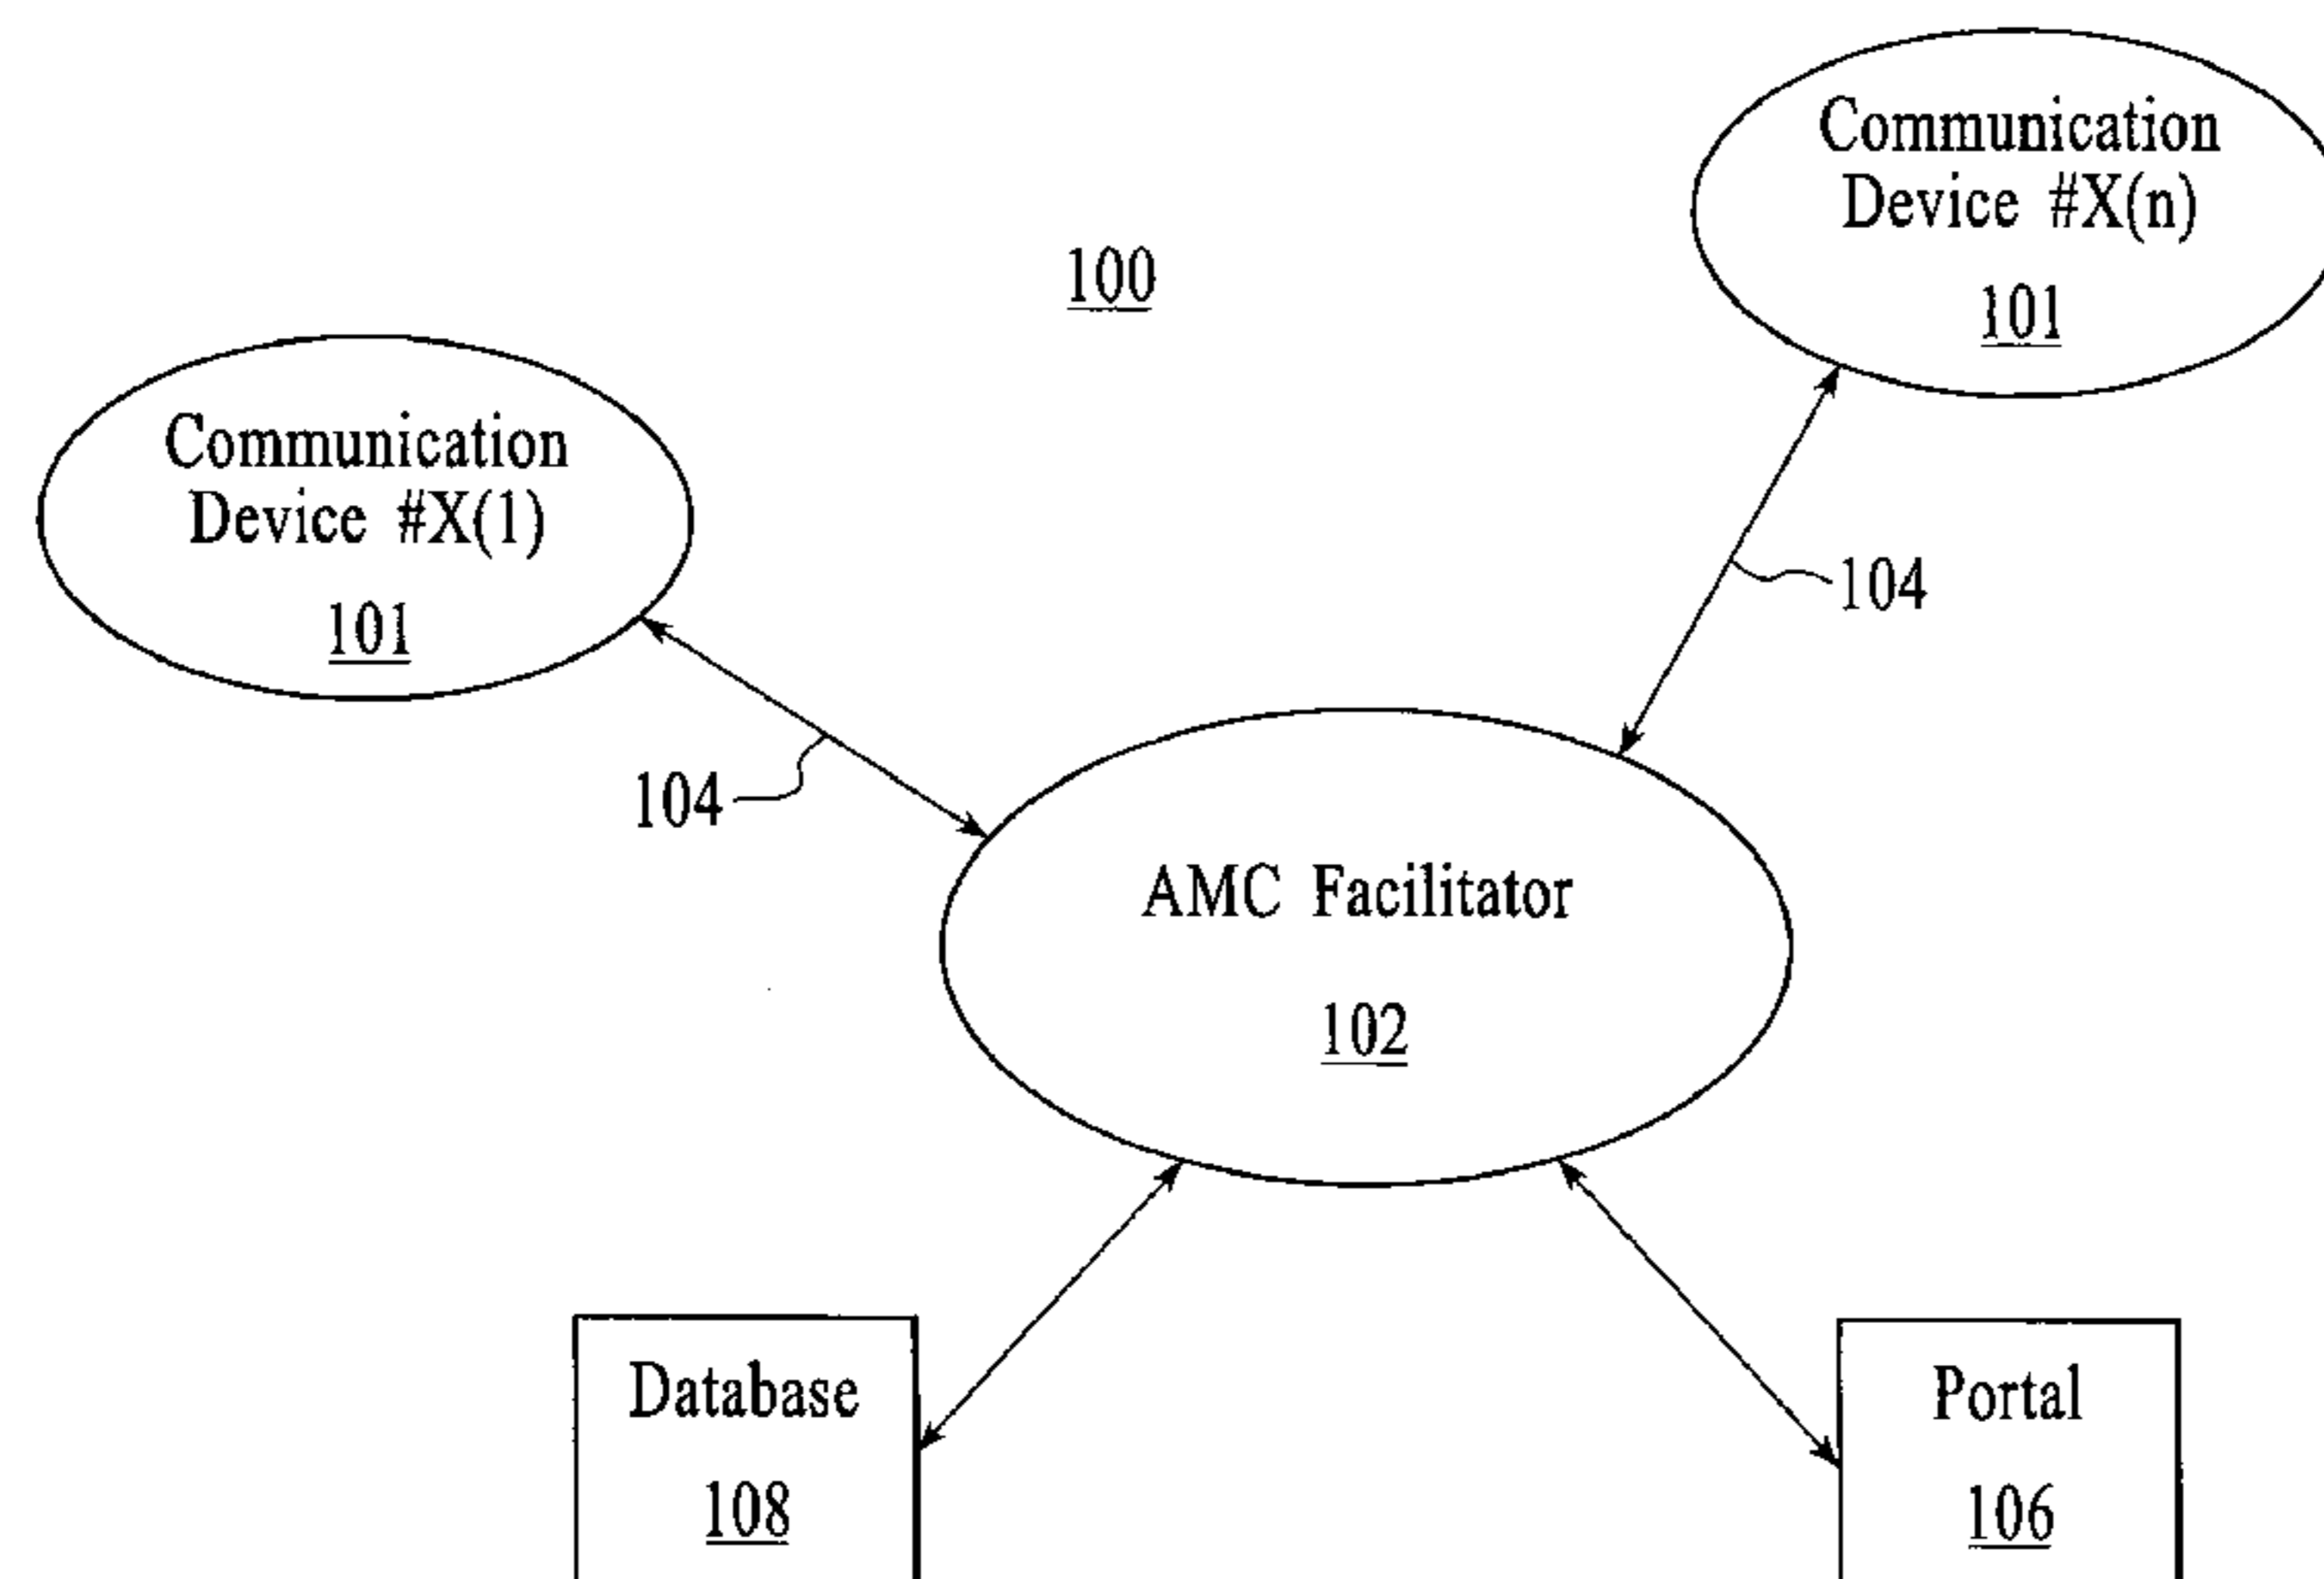 Communication
Device #X(n)
101
100
Communication
Device #X(1)
101
104
104
AMC Facilitator
102
Database
108
Portal
106